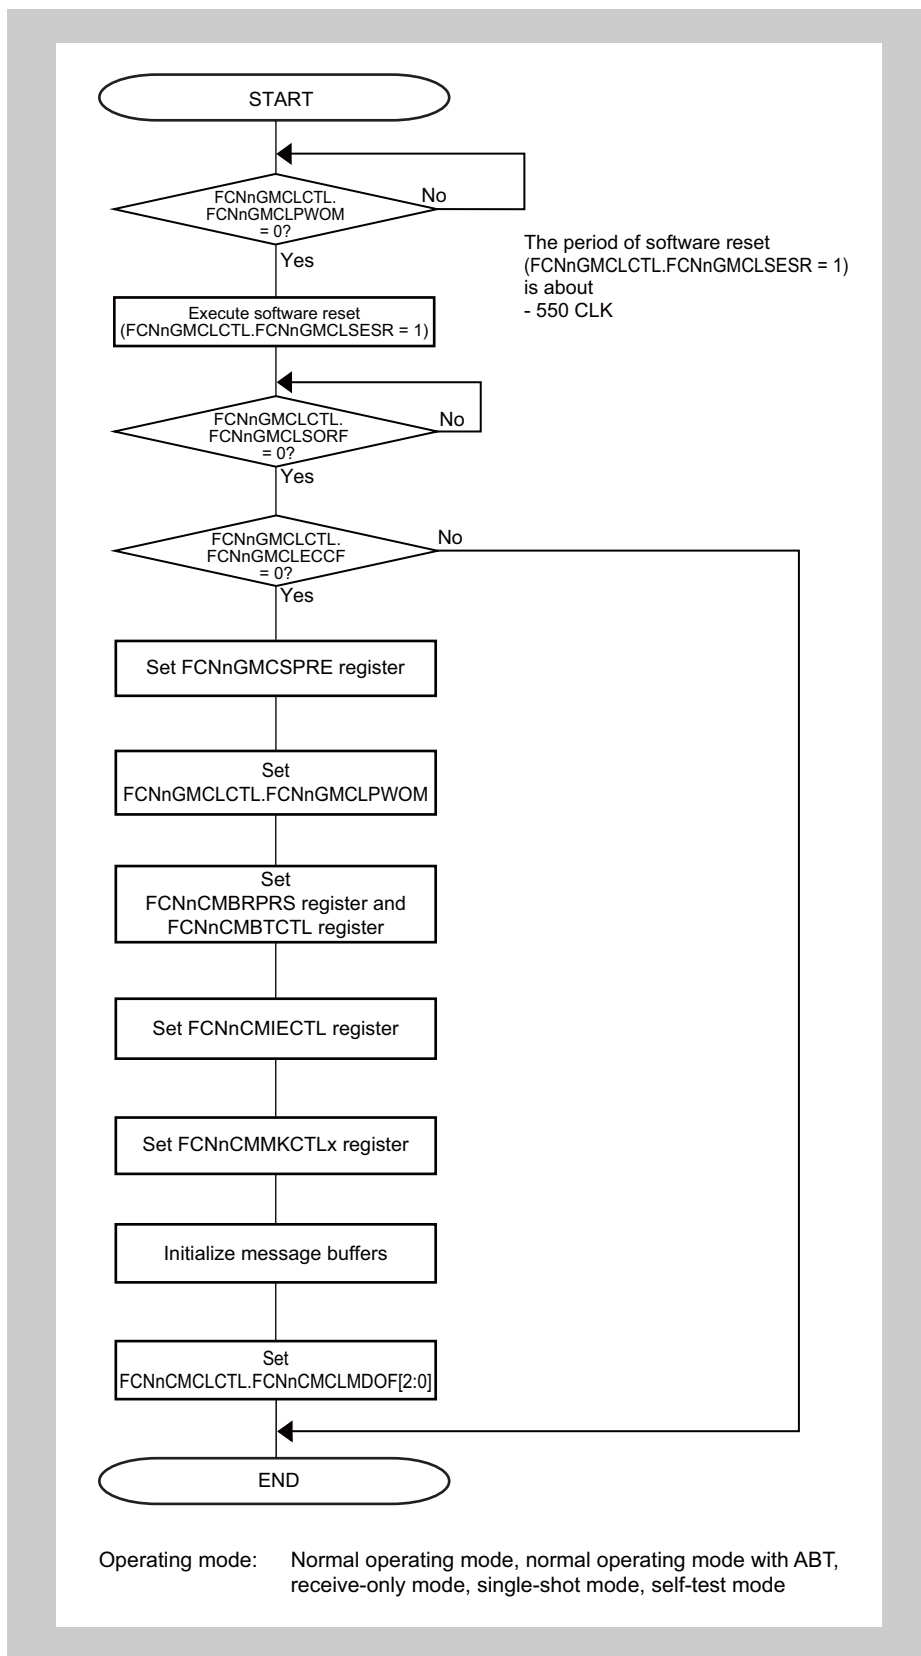 START
FCNnGMCLCTL.
FCNnGMCLPWOM
= 0?
No
Yes
The period of software reset
(FCNnGMCLCTL.FCNnGMCLSESR = 1)
is about
- 550 CLK
Execute software reset
(FCNnGMCLCTL.FCNnGMCLSESR = 1)
FCNnGMCLCTL.
FCNnGMCLSORF
= 0?
No
Yes
FCNnGMCLCTL.
FCNnGMCLECCF
= 0?
No
Yes
Set FCNnGMCSPRE register
Set
FCNnGMCLCTL.FCNnGMCLPWOM
Set
FCNnCMBRPRS register and
FCNnCMBTCTL register
Set FCNnCMIECTL register
Set FCNnCMMKCTLx register
Initialize message buffers
Set
FCNnCMCLCTL.FCNnCMCLMDOF[2:0]
END
Operating mode: Normal operating mode, normal operating mode with ABT,
receive-only mode, single-shot mode, self-test mode